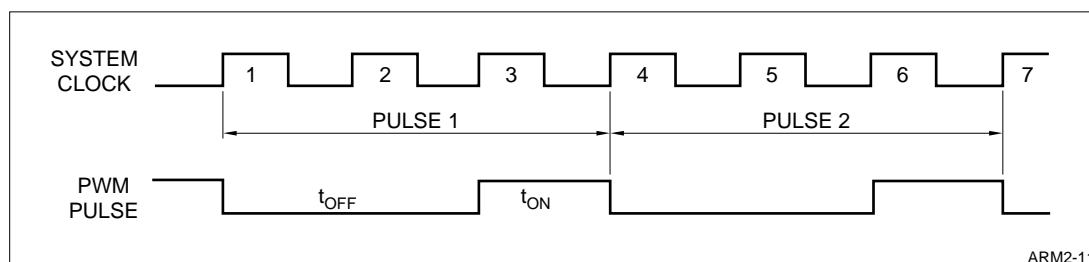 SYSTEM
CLOCK
1 2 3 4 5 6 7
PULSE 1 PULSE 2
PWM
PULSE
tOFF tON